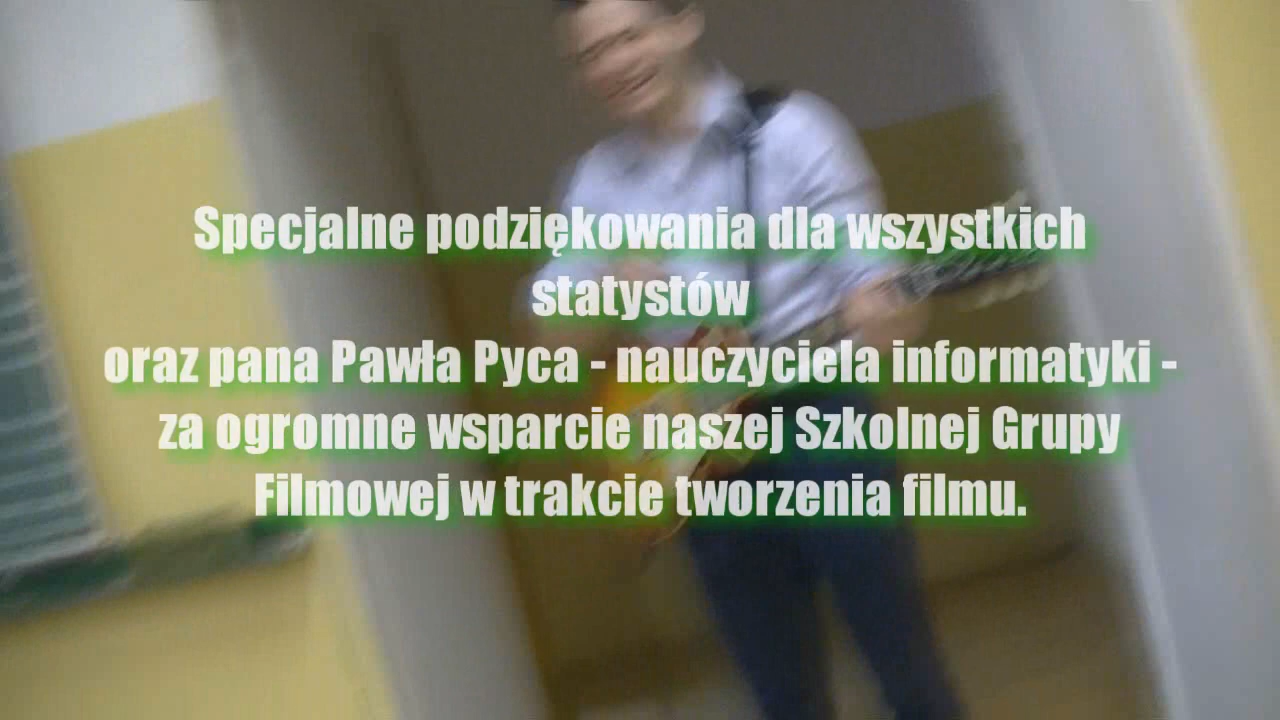 Specjalne podziękowania dla wszystkich
statystów
oraz pana Pawła Pyca - nauczyciela informatyki -
za ogromne wsparcie naszej Szkolnej Grupy
Filmowej w trakcie tworzenia filmu.